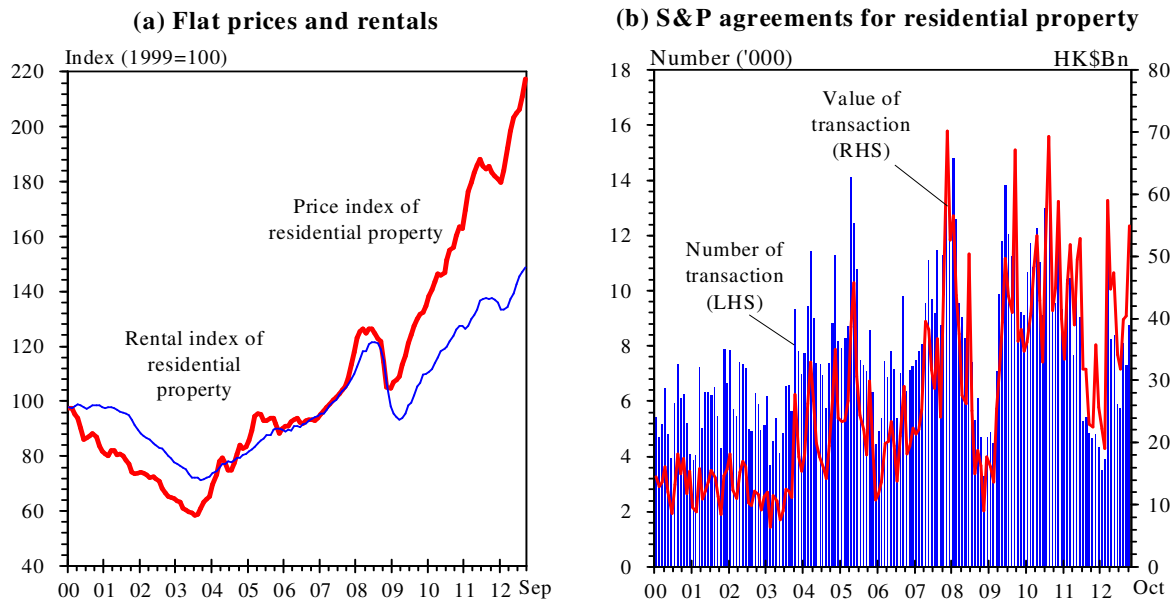 (a) Flat prices and rentals
Index (1999=100)
220
200
180
160
140
120
100
80
60
40
Price index of
residential property
Rental index of
residential
property
00 01 02 03 04 05 06 07 08 09 10 11 12 Sep
(b) S&P agreements for residential property
Number ('000)
HK$Bn
18
16
14
12
10
8
6
4
2
0
Value of
transaction
(RHS)
Number of
transaction
(LHS)
80
70
60
50
40
30
20
10
0
00 01 02 03 04 05 06 07 08 09 10 11 12 Oct